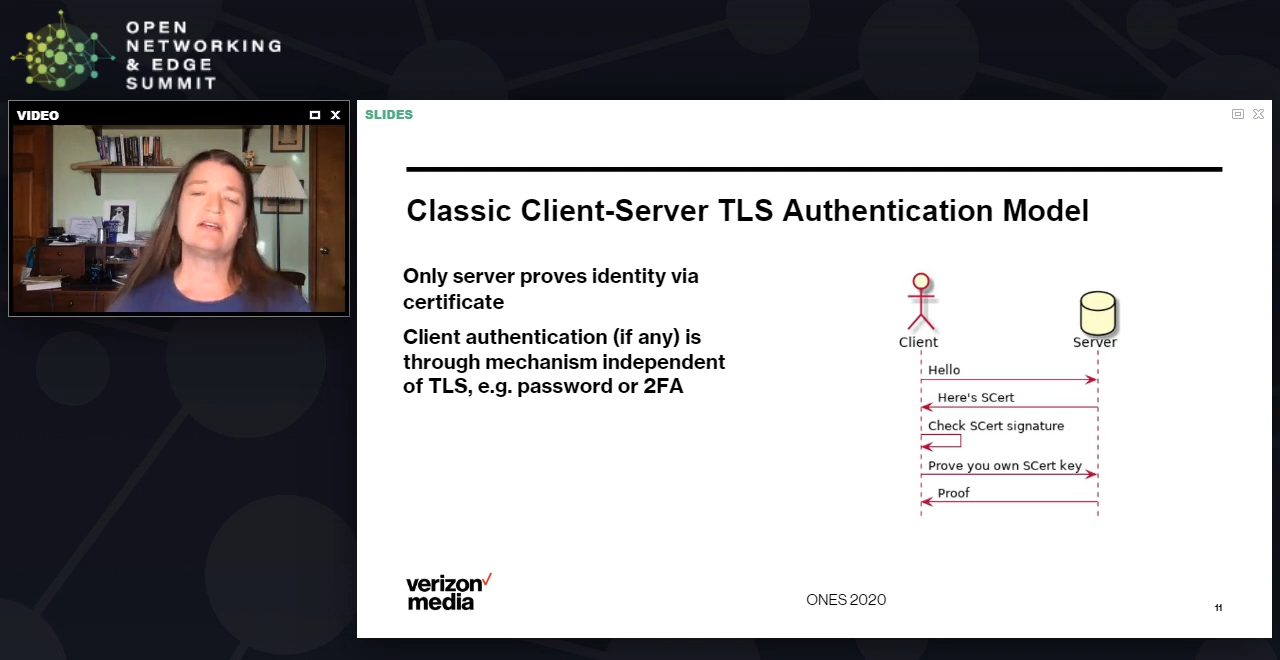 OPEN
NETWORKING
& EDGE
SUMMIT
VIDEO
SLIDES
Classic Client-Server TLS Authentication Model
Only server proves identity via
certificate
Client authentication (if any) is
through mechanism independent
of TLS, e.g. password or 2FA
Client
Server
Hello
Here's SCert
Check SCert signature
Prove you own SCert key
Proof
verizon✓
media
ONES 2020
11